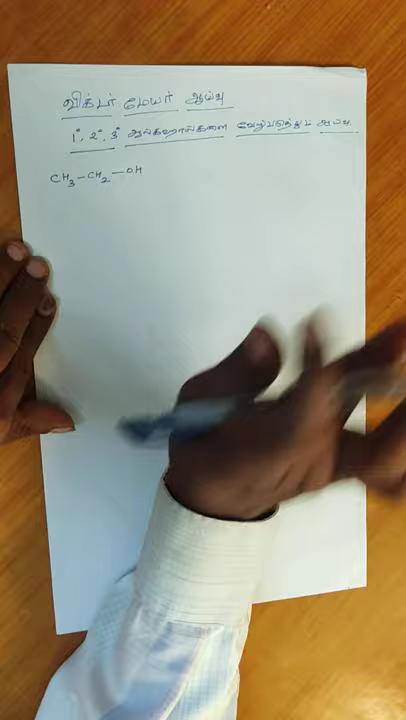 விக்டர் மேயர் ஆய்வு
1°, 2°, 3° ஆல்கஹால்களை வேறுபடுத்தும் ஆய்வு.
CH₃ – CH₂ – OH